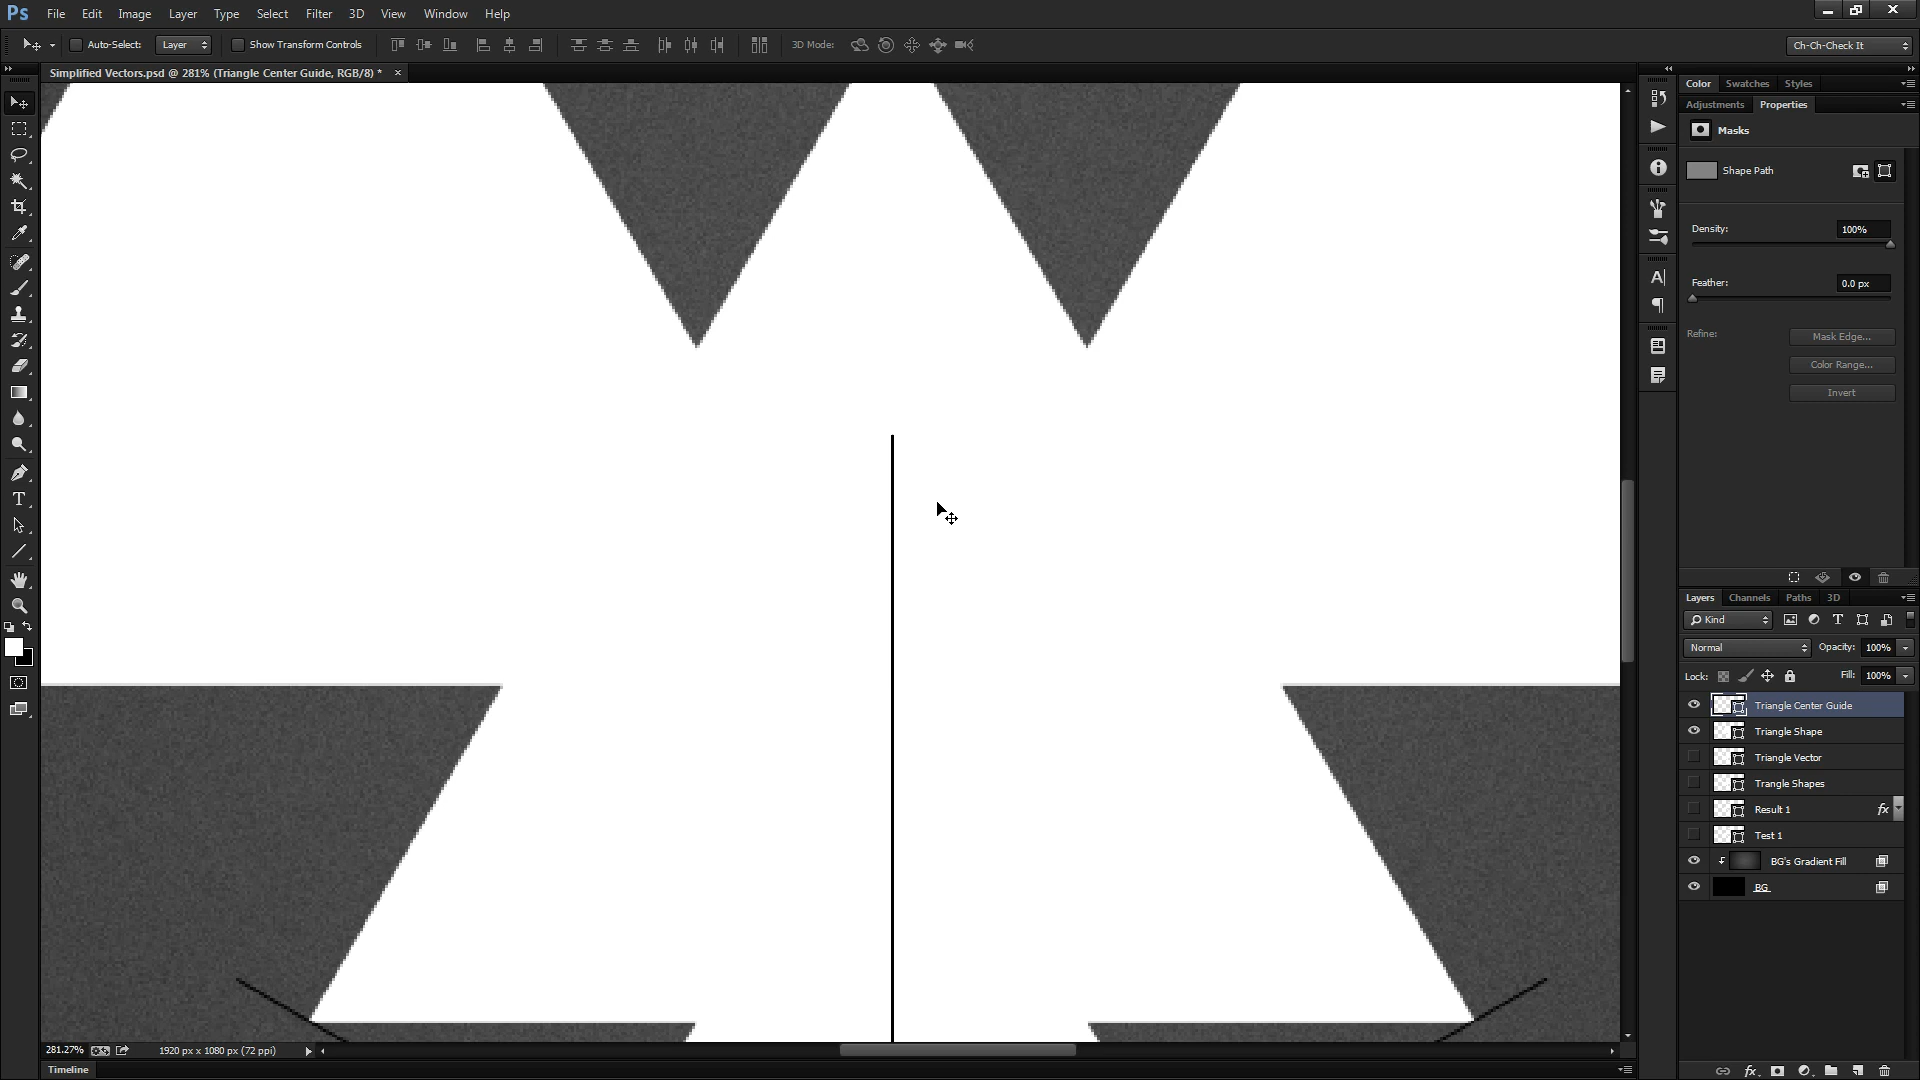 Ps File Edit Image Layer Type Select Filter 3D View Window Help
Auto-Select: Layer Show Transform Controls 3D Mode: Ch-Ch-Check It
Simplified Vectors.psd @ 281% (Triangle Center Guide, RGB/8) * ×
Color Swatches Styles
Adjustments Properties
Masks
Shape Path
Density: 100%
Feather: 0.0 px
Refine: Mask Edge...
Color Range...
Invert
Layers Channels Paths 3D
Kind
Normal Opacity: 100%
Lock: Fill: 100%
Triangle Center Guide
Triangle Shape
Triangle Vector
Trangle Shapes
Result 1 fx
Test 1
BG's Gradient Fill
BG
281.27% 1920 px x 1080 px (72 ppi)
Timeline fx